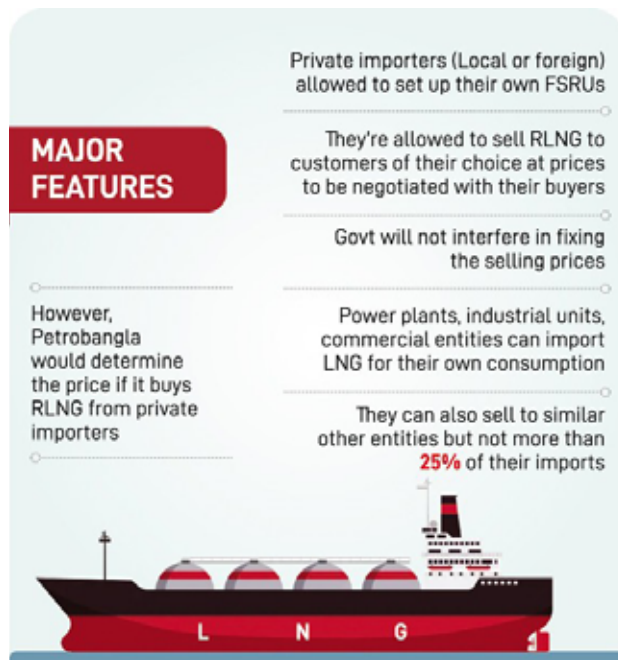 MAJOR
FEATURES
Private importers (Local or foreign)
allowed to set up their own FSRUs
They're allowed to sell RLNG to
customers of their choice at prices
to be negotiated with their buyers
Govt will not interfere in fixing
the selling prices
Power plants, industrial units,
commercial entities can import
LNG for their own consumption
They can also sell to similar
other entities but not more than
25% of their imports
However,
Petrobangla
would determine
the price if it buys
RLNG from private
importers
L N G